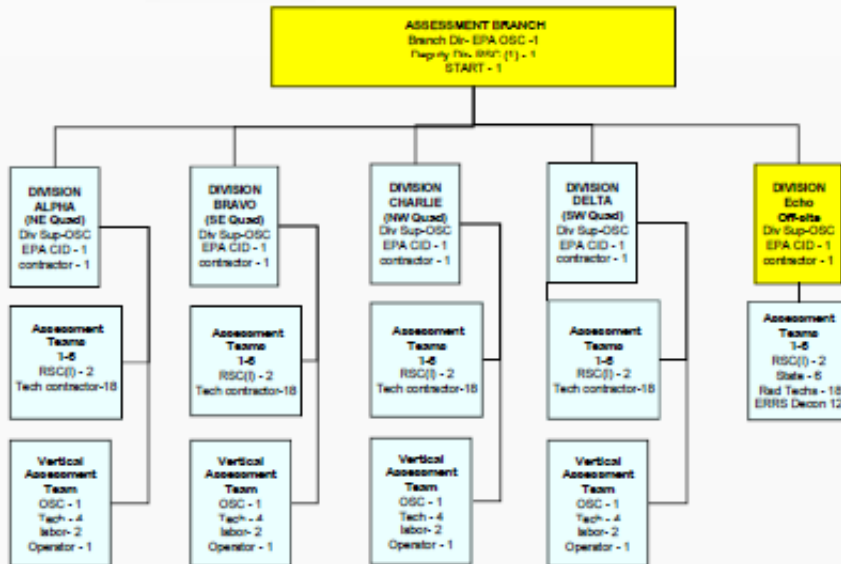 ASSESSMENT BRANCH
Branch Dir- EPA OSC -1
Deputy Dir- RSC (1) - 1
START - 1
DIVISION
ALPHA
(NE Quad)
Div Sup-OSC
EPA CID - 1
contractor - 1
DIVISION
BRAVO
(SE Quad)
Div Sup-OSC
EPA CID - 1
contractor - 1
DIVISION
CHARLIE
(NW Quad)
Div Sup-OSC
EPA CID - 1
contractor - 1
DIVISION
DELTA
(SW Quad)
Div Sup-OSC
EPA CID - 1
contractor - 1
DIVISION
Echo
Off-site
Div Sup-OSC
EPA CID - 1
contractor - 1
Assessment
Teams
1-6
RSC(I) - 2
Tech contractor-18
Assessment
Teams
1-6
RSC(I) - 2
Tech contractor-18
Assessment
Teams
1-6
RSC(I) - 2
Tech contractor-18
Assessment
Teams
1-6
RSC(I) - 2
Tech contractor-18
Assessment
Teams
1-6
RSC(I) - 2
State - 6
Rad Techs - 18
ERRS Decon 12
Vertical
Assessment
Team
OSC - 1
Tech - 4
labor- 2
Operator - 1
Vertical
Assessment
Team
OSC - 1
Tech - 4
labor- 2
Operator - 1
Vertical
Assessment
Team
OSC - 1
Tech - 4
labor- 2
Operator - 1
Vertical
Assessment
Team
OSC - 1
Tech - 4
labor- 2
Operator - 1